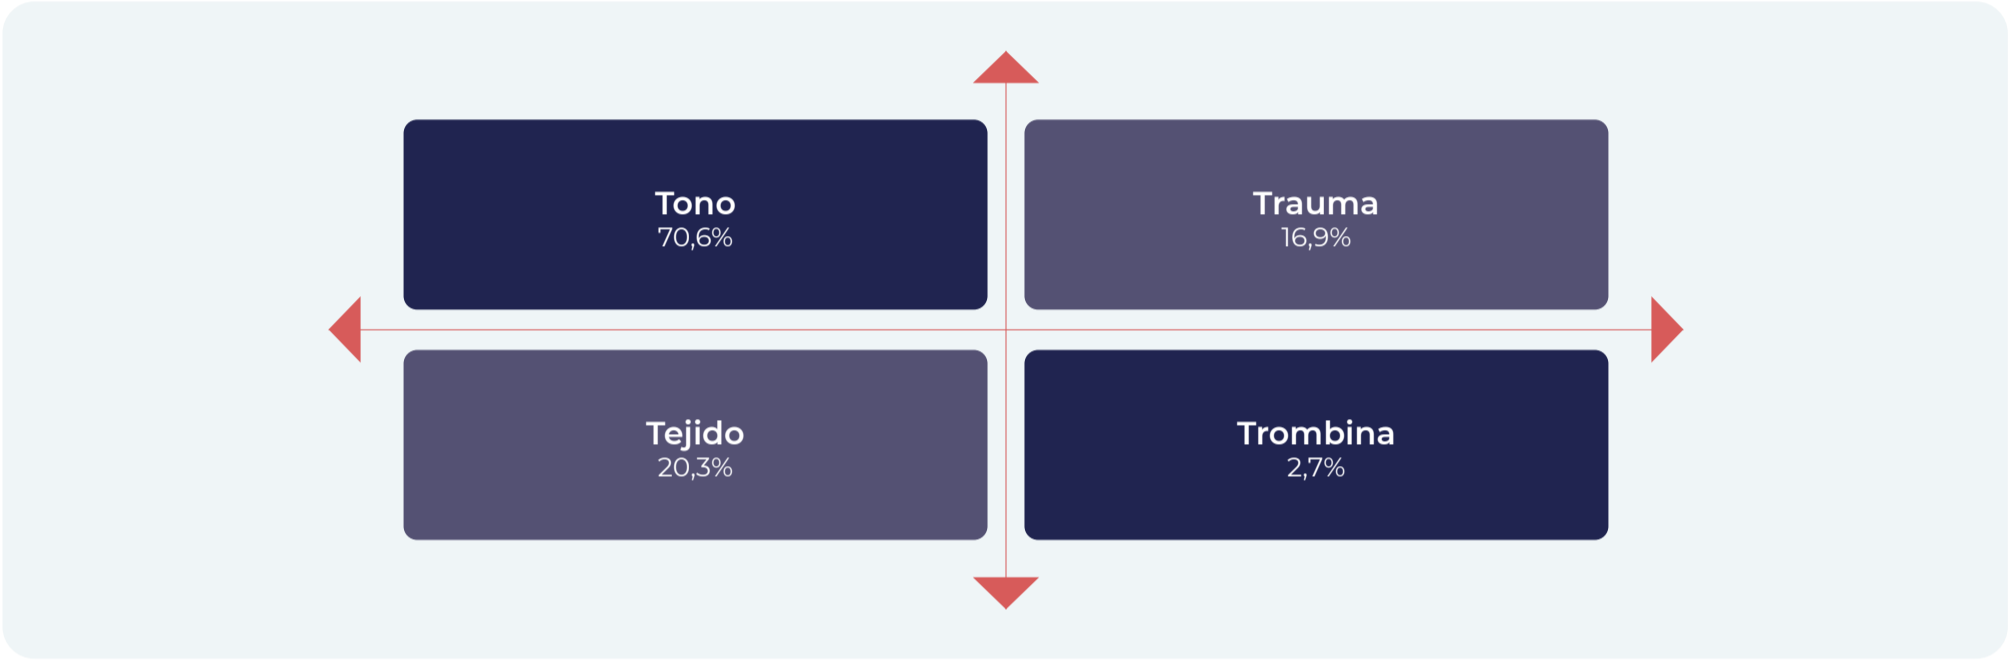 Tono
70,6%
Trauma
16,9%
Tejido
20,3%
Trombina
2,7%